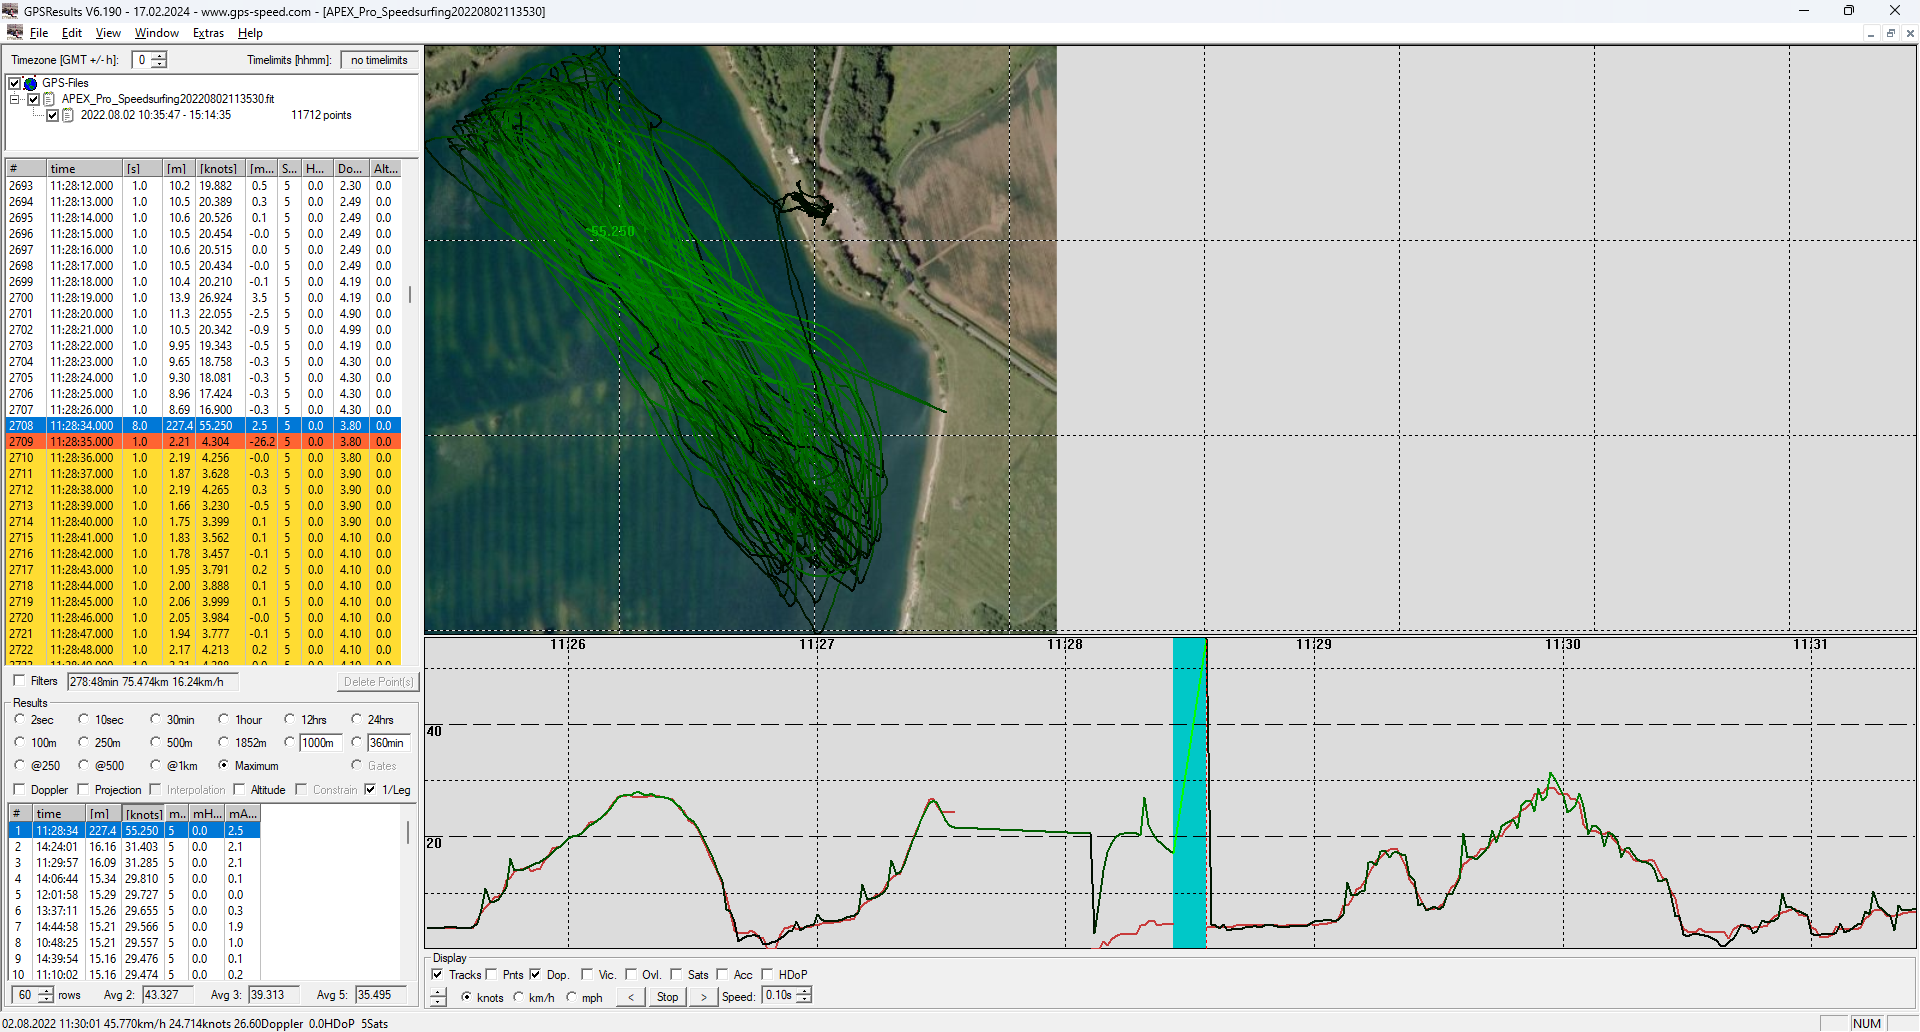 GPSResults V6.190 - 17.02.2024 - www.gps-speed.com - [APEX_Pro_Speedsurfing20220802113530]
File Edit View Window Extras Help
Timezone [GMT +/- h]: 0 Timelimits [hhmm]: no timelimits
GPS-Files
APEX_Pro_Speedsurfing20220802113530.fit
2022.08.02 10:35:47 - 15:14:35 11712 points
# time [s] [m] [knots] [m... S... H... Do... Alt...
2693 11:28:12.000 1.0 10.2 19.882 0.5 5 0.0 2.30 0.0
2694 11:28:13.000 1.0 10.5 20.389 0.3 5 0.0 2.49 0.0
2695 11:28:14.000 1.0 10.6 20.526 0.1 5 0.0 2.49 0.0
2696 11:28:15.000 1.0 10.5 20.454 -0.0 5 0.0 2.49 0.0
2697 11:28:16.000 1.0 10.6 20.515 0.0 5 0.0 2.49 0.0
2698 11:28:17.000 1.0 10.5 20.434 -0.0 5 0.0 2.49 0.0
2699 11:28:18.000 1.0 10.4 20.210 -0.1 5 0.0 4.19 0.0
2700 11:28:19.000 1.0 13.9 26.924 3.5 5 0.0 4.19 0.0
2701 11:28:20.000 1.0 11.3 22.055 -2.5 5 0.0 4.90 0.0
2702 11:28:21.000 1.0 10.5 20.342 -0.9 5 0.0 4.99 0.0
2703 11:28:22.000 1.0 9.95 19.343 -0.5 5 0.0 4.19 0.0
2704 11:28:23.000 1.0 9.65 18.758 -0.3 5 0.0 4.30 0.0
2705 11:28:24.000 1.0 9.30 18.081 -0.3 5 0.0 4.30 0.0
2706 11:28:25.000 1.0 8.96 17.424 -0.3 5 0.0 4.30 0.0
2707 11:28:26.000 1.0 8.69 16.900 -0.3 5 0.0 4.30 0.0
2708 11:28:34.000 8.0 227.4 55.250 2.5 5 0.0 3.80 0.0
2709 11:28:35.000 1.0 2.21 4.304 -26.2 5 0.0 3.80 0.0
2710 11:28:36.000 1.0 2.19 4.256 -0.0 5 0.0 3.80 0.0
2711 11:28:37.000 1.0 1.87 3.628 -0.3 5 0.0 3.90 0.0
2712 11:28:38.000 1.0 2.19 4.265 0.3 5 0.0 3.90 0.0
2713 11:28:39.000 1.0 1.66 3.230 -0.5 5 0.0 3.90 0.0
2714 11:28:40.000 1.0 1.75 3.399 0.1 5 0.0 3.90 0.0
2715 11:28:41.000 1.0 1.83 3.562 0.1 5 0.0 4.10 0.0
2716 11:28:42.000 1.0 1.78 3.457 -0.1 5 0.0 4.10 0.0
2717 11:28:43.000 1.0 1.95 3.791 0.2 5 0.0 4.10 0.0
2718 11:28:44.000 1.0 2.00 3.888 0.1 5 0.0 4.10 0.0
2719 11:28:45.000 1.0 2.06 3.999 0.1 5 0.0 4.10 0.0
2720 11:28:46.000 1.0 2.05 3.984 -0.0 5 0.0 4.10 0.0
2721 11:28:47.000 1.0 1.94 3.777 -0.1 5 0.0 4.10 0.0
2722 11:28:48.000 1.0 2.17 4.213 0.2 5 0.0 4.10 0.0
Filters 278:48min 75.474km 16.24km/h Delete Point(s)
Results
2sec 10sec 30min 1hour 12hrs 24hrs
100m 250m 500m 1852m 1000m 360min
@250 @500 @1km Maximum Gates
Doppler Projection Interpolation Altitude Constrain 1/Leg
# time [m] [knots] m.. mH... mA...
1 11:28:34 227.4 55.250 5 0.0 2.5
2 14:24:01 16.16 31.403 5 0.0 2.1
3 11:29:57 16.09 31.285 5 0.0 2.1
4 14:06:44 15.34 29.810 5 0.0 0.1
5 12:01:58 15.29 29.727 5 0.0 0.0
6 13:37:11 15.26 29.655 5 0.0 0.3
7 14:44:58 15.21 29.566 5 0.0 1.9
8 10:48:25 15.21 29.557 5 0.0 1.0
9 14:39:54 15.16 29.476 5 0.0 0.1
10 11:10:02 15.16 29.474 5 0.0 0.2
60 rows Avg 2: 43.327 Avg 3: 39.313 Avg 5: 35.495
55.250
11:26 11:27 11:28 11:29 11:30 11:31
40
20
Display
Tracks Pnts Dop. Vic. Ovl. Sats Acc HDoP
knots km/h mph < Stop > Speed: 0.10s
02.08.2022 11:30:01 45.770km/h 24.714knots 26.60Doppler 0.0HDoP 5Sats NUM